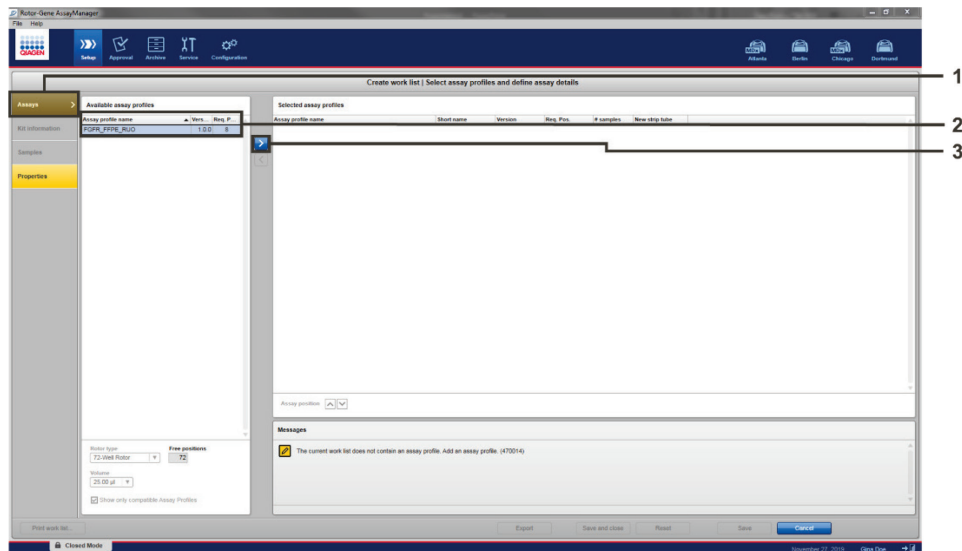 Rotor-Gene AssayManager
File Help
QIAGEN
Setup Approval Archive Service Configuration
Atlanta Berlin Chicago Dortmund
Create work list | Select assay profiles and define assay details
1
Assays
Available assay profiles
Selected assay profiles
Assay profile name Vers... Req. P...
Assay profile name Short name Version Req. Pos. # samples New strip tube
2
Kit information
FGFR_FFPE_RUO 1.0.0 8
3
Samples
Properties
Assay position
Messages
The current work list does not contain an assay profile. Add an assay profile. (470014)
Rotor type Free positions
72-Well Rotor 72
Volume
25.00 µl
Show only compatible Assay Profiles
Print work list... Export Save and close Reset Save Cancel
Closed Mode November 27, 2019 Gina Doe